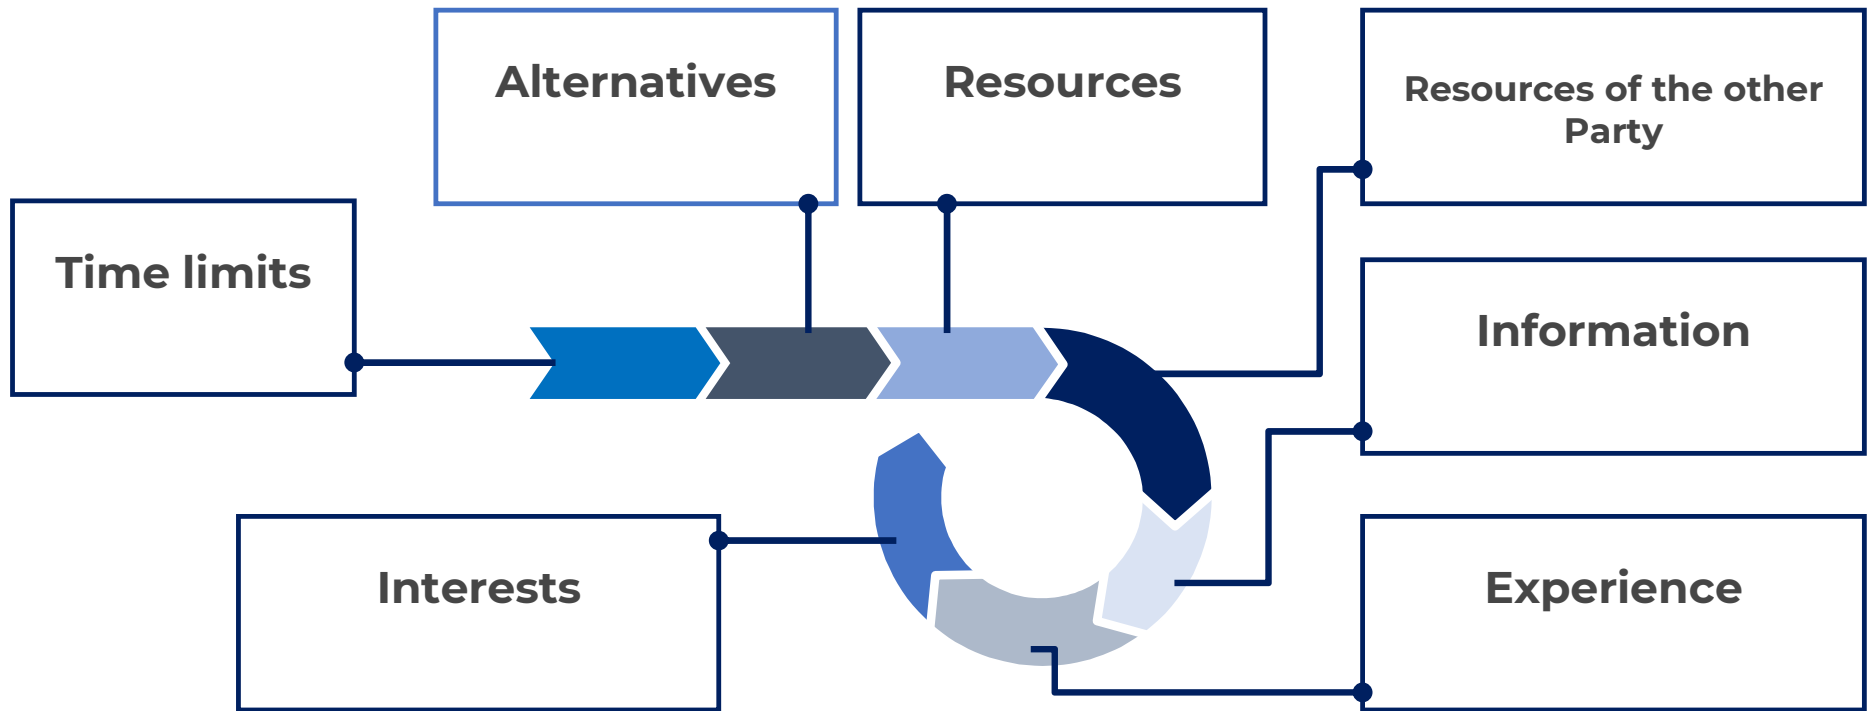 Alternatives
Resources
Resources of the other
Party
Time limits
Information
Interests
Experience